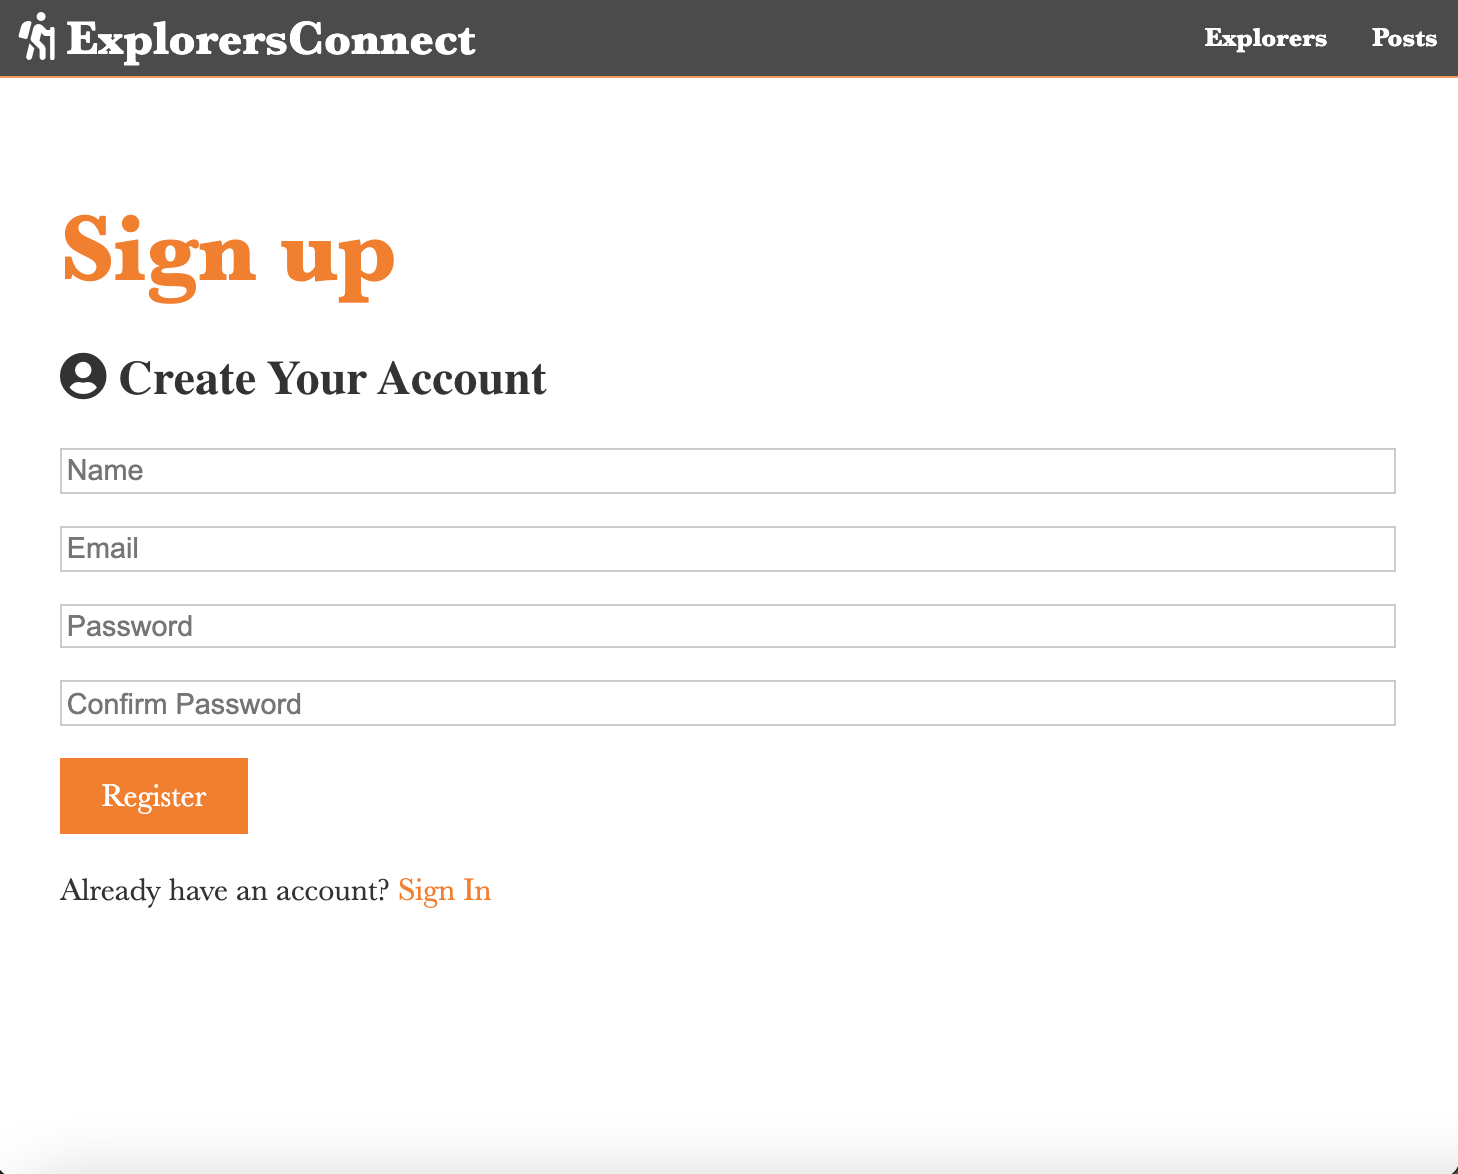 ExplorersConnect
Explorers Posts
Sign up
Create Your Account
Name
Email
Password
Confirm Password
Register
Already have an account? Sign In